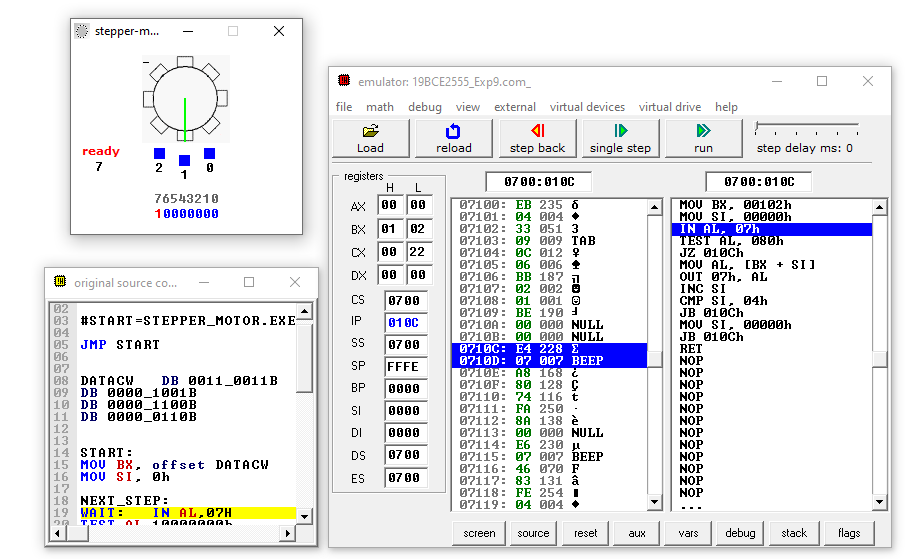 stepper-m...
ready
7
2 1 0
76543210
10000000
original source co...
02
03 #START=STEPPER_MOTOR.EXE
04
05 JMP START
06
07
08 DATACW DB 0011_0011B
09 DB 0000_1001B
10 DB 0000_1100B
11 DB 0000_0110B
12
13
14 START:
15 MOV BX, offset DATACW
16 MOV SI, 0h
17
18 NEXT_STEP:
19 WAIT: IN AL,07H
20 TEST AL,10000000b
emulator: 19BCE2555_Exp9.com_
file math debug view external virtual devices virtual drive help
Load reload step back single step run step delay ms: 0
registers
H L
AX 00 00
BX 01 02
CX 00 22
DX 00 00
CS 0700
IP 010C
SS 0700
SP FFFE
BP 0000
SI 0000
DI 0000
DS 0700
ES 0700
0700:010C
07100: EB 235 δ
07101: 04 004 ♦
07102: 33 051 3
07103: 09 009 TAB
07104: 0C 012 ♀
07105: 06 006 ♠
07106: BB 187 ╗
07107: 02 002 ☻
07108: 01 001 ☺
07109: BE 190 ╛
0710A: 00 000 NULL
0710B: 00 000 NULL
0710C: E4 228 Σ
0710D: 07 007 BEEP
0710E: A8 168 ¿
0710F: 80 128 Ç
07110: 74 116 t
07111: FA 250 ·
07112: 8A 138 è
07113: 00 000 NULL
07114: E6 230 µ
07115: 07 007 BEEP
07116: 46 070 F
07117: 83 131 â
07118: FE 254 ■
07119: 04 004 ♦
0700:010C
MOV BX, 00102h
MOV SI, 00000h
IN AL, 07h
TEST AL, 080h
JZ 010Ch
MOV AL, [BX + SI]
OUT 07h, AL
INC SI
CMP SI, 04h
JB 010Ch
MOV SI, 00000h
JB 010Ch
RET
NOP
NOP
NOP
NOP
NOP
NOP
NOP
NOP
NOP
NOP
NOP
NOP
...
screen source reset aux vars debug stack flags